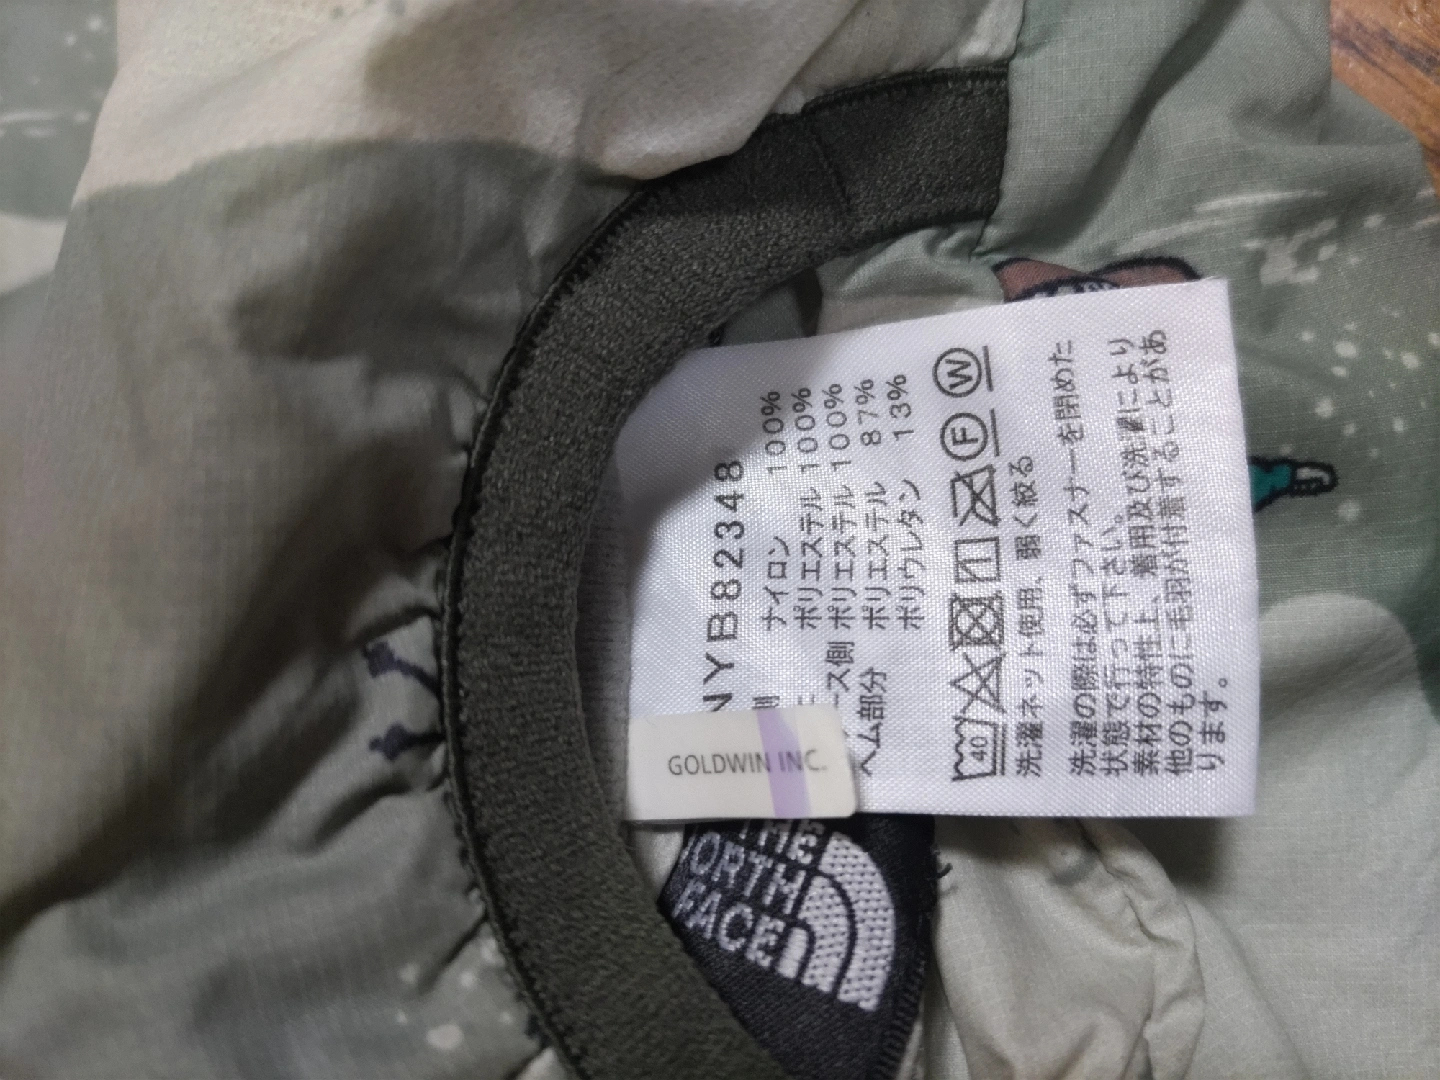 NYB82348
ナイロン 100%
ポリエステル 100%
ース側 ポリエステル 100%
ヘム部分 ポリエステル 87%
ポリウレタン 13%
40 F W
洗濯ネット使用、弱く絞る
洗濯の際は必ずファスナーを閉めた
状態で行って下さい。
素材の特性上、着用及び洗濯により
他のものに毛羽が付着することがあ
ります。
GOLDWIN INC.
THE
NORTH
FACE